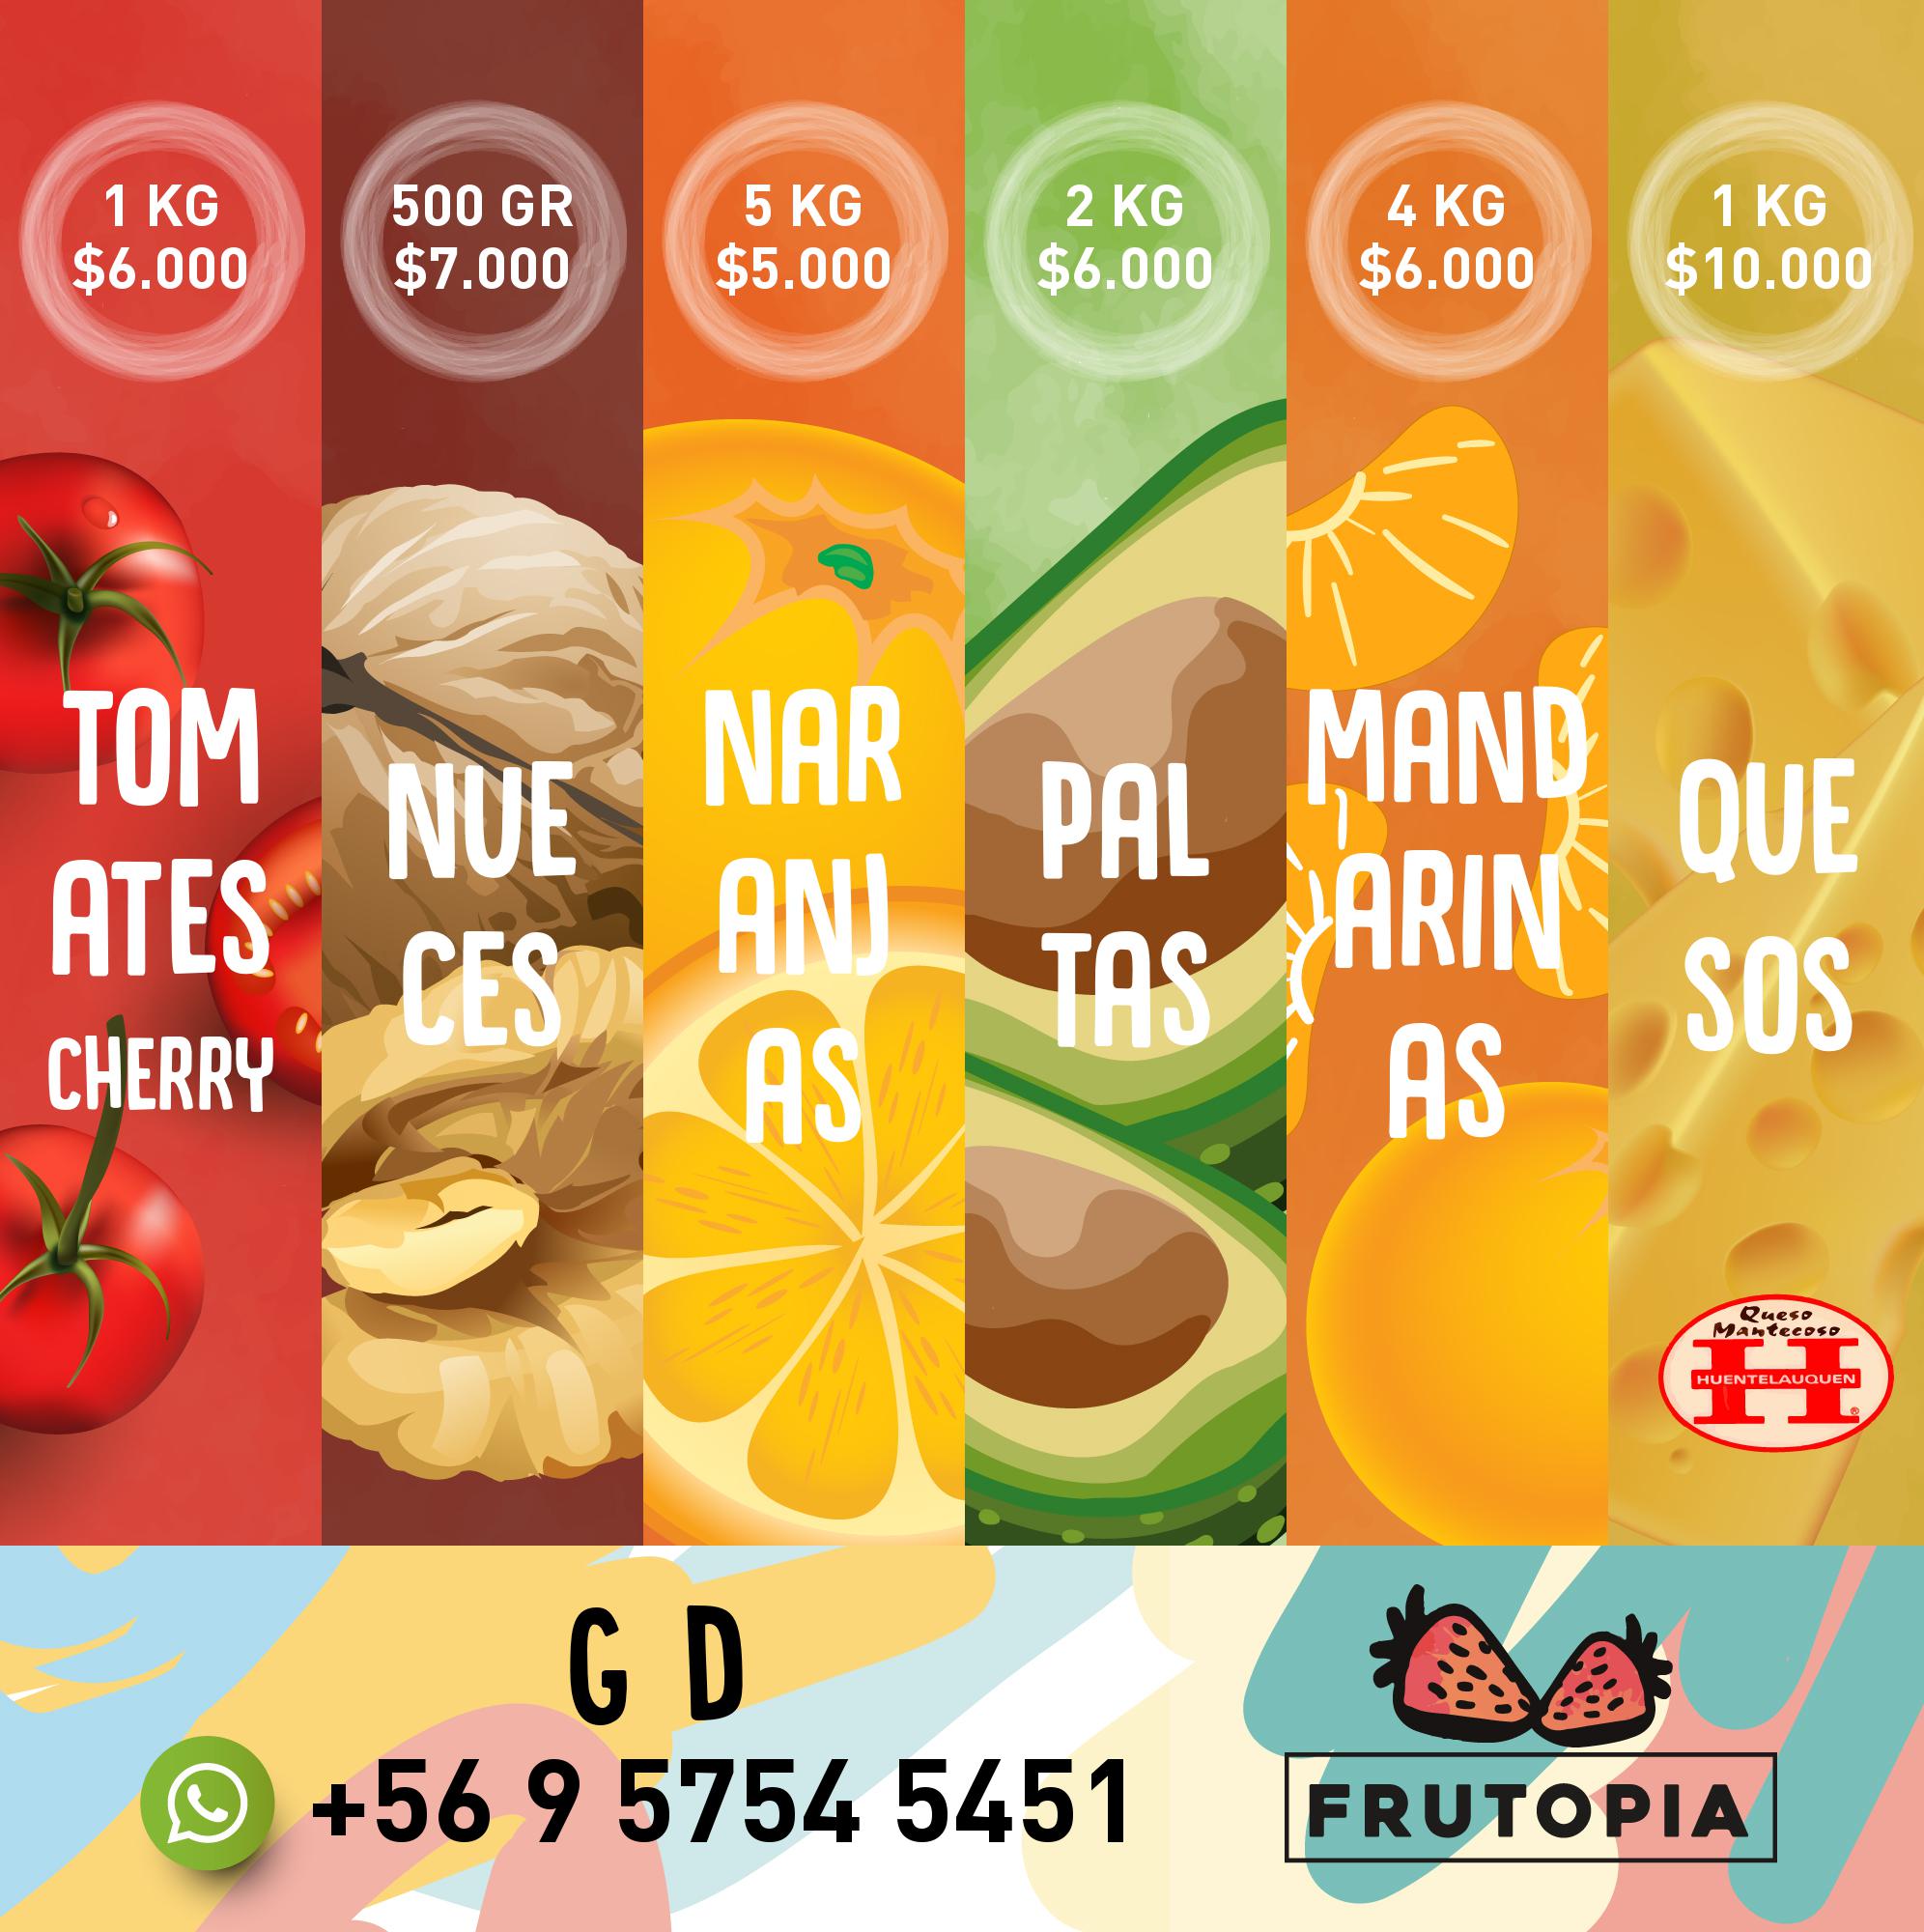 1 KG
$6.000
TOM
ATES
CHERRY
500 GR
$7.000
NUE
CES
5 KG
$5.000
NAR
ANJ
AS
2 KG
$6.000
PAL
TAS
4 KG
$6.000
MAND
ARIN
AS
1 KG
$10.000
QUE
SOS
Queso
Mantecoso
H
HUENTELAUQUEN
®
G D
+56 9 5754 5451
FRUTOPIA